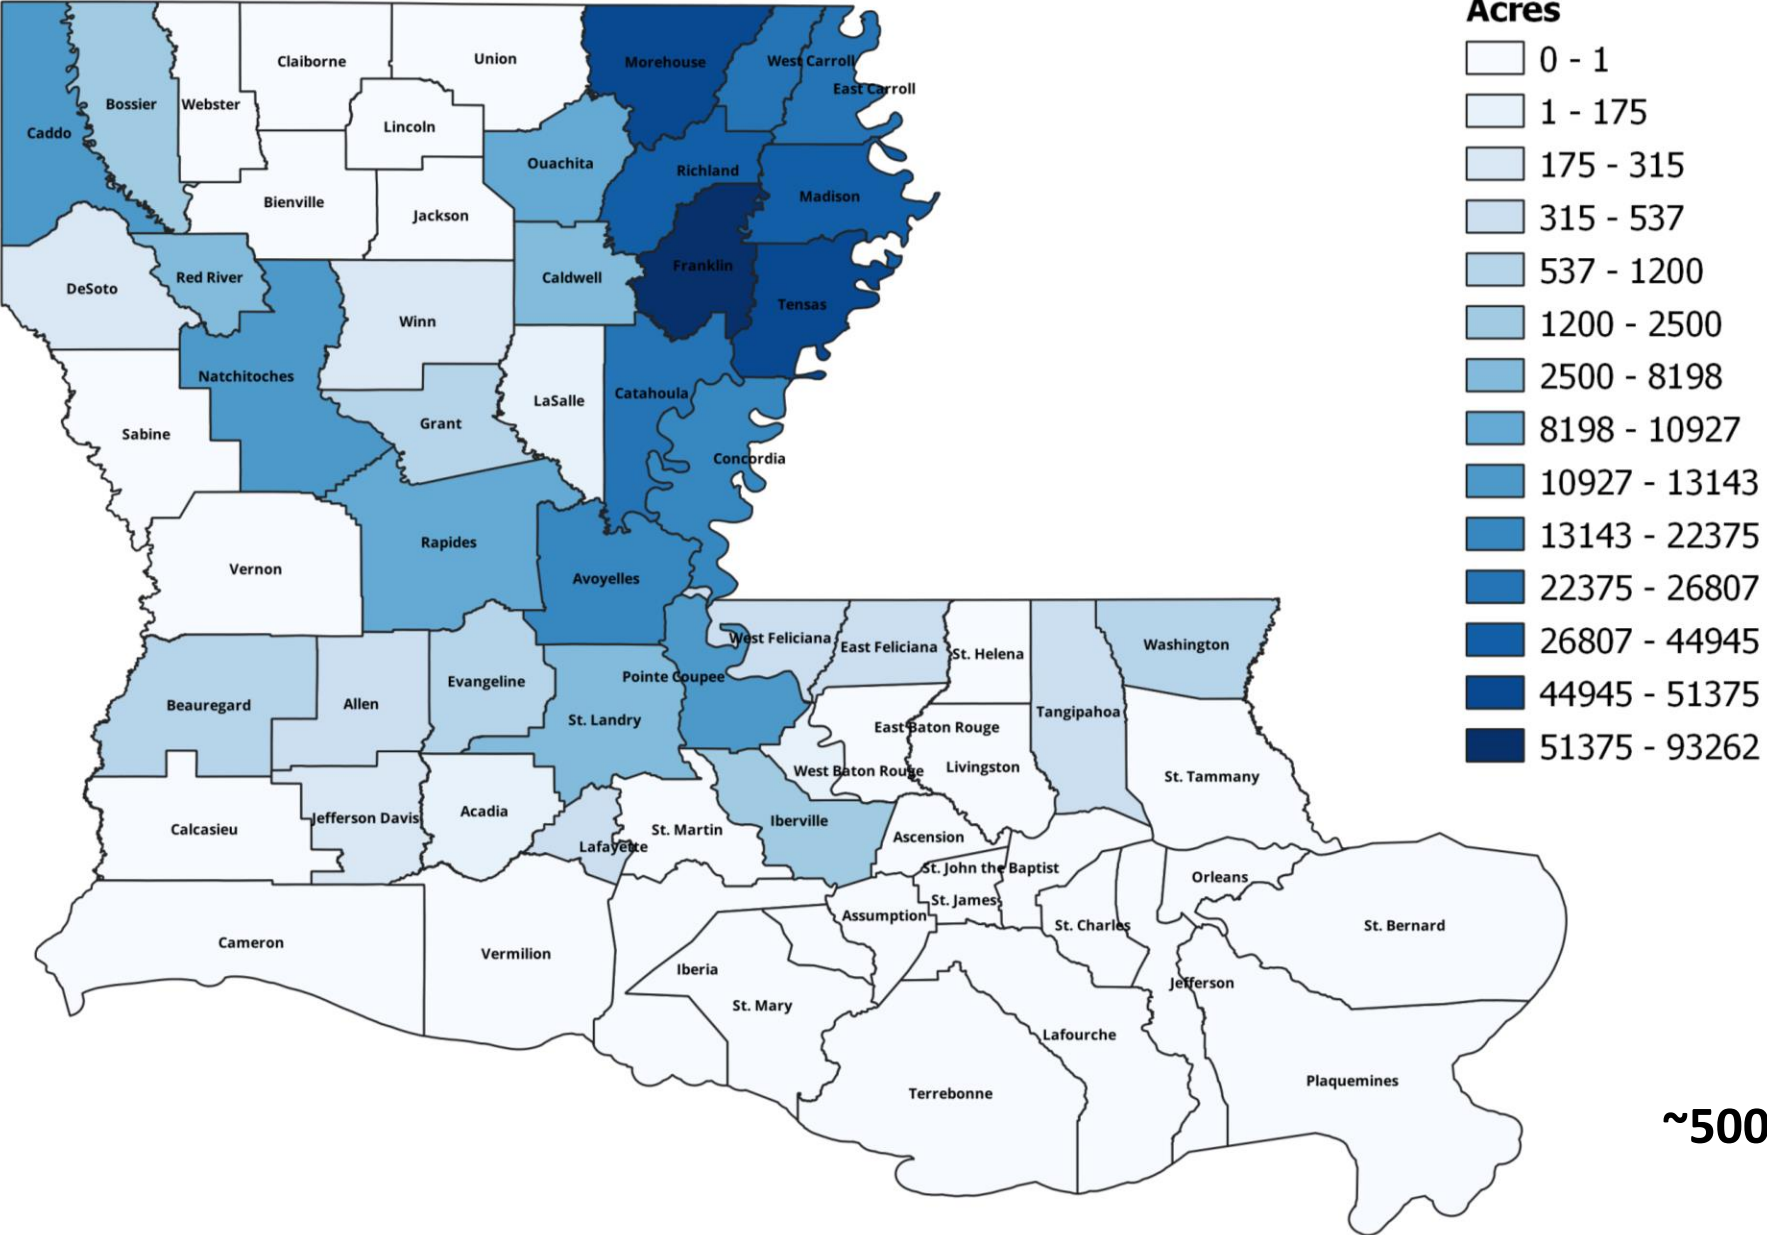 Acres
0 - 1
1 - 175
175 - 315
315 - 537
537 - 1200
1200 - 2500
2500 - 8198
8198 - 10927
10927 - 13143
13143 - 22375
22375 - 26807
26807 - 44945
44945 - 51375
51375 - 93262
Claiborne
Union
Morehouse
West Carroll
East Carroll
Bossier
Webster
Lincoln
Caddo
Ouachita
Richland
Madison
Bienville
Jackson
Franklin
Red River
Caldwell
DeSoto
Tensas
Winn
Natchitoches
Catahoula
LaSalle
Grant
Sabine
Concordia
Rapides
Vernon
Avoyelles
West Feliciana
East Feliciana
St. Helena
Washington
Pointe Coupee
Evangeline
Beauregard
Allen
St. Landry
Tangipahoa
East Baton Rouge
Livingston
West Baton Rouge
St. Tammany
Acadia
Jefferson Davis
Iberville
Calcasieu
St. Martin
Ascension
Lafayette
St. John the Baptist
Orleans
St. James
Assumption
St. Charles
St. Bernard
Cameron
Vermilion
Iberia
Jefferson
St. Mary
Lafourche
Plaquemines
Terrebonne
~500